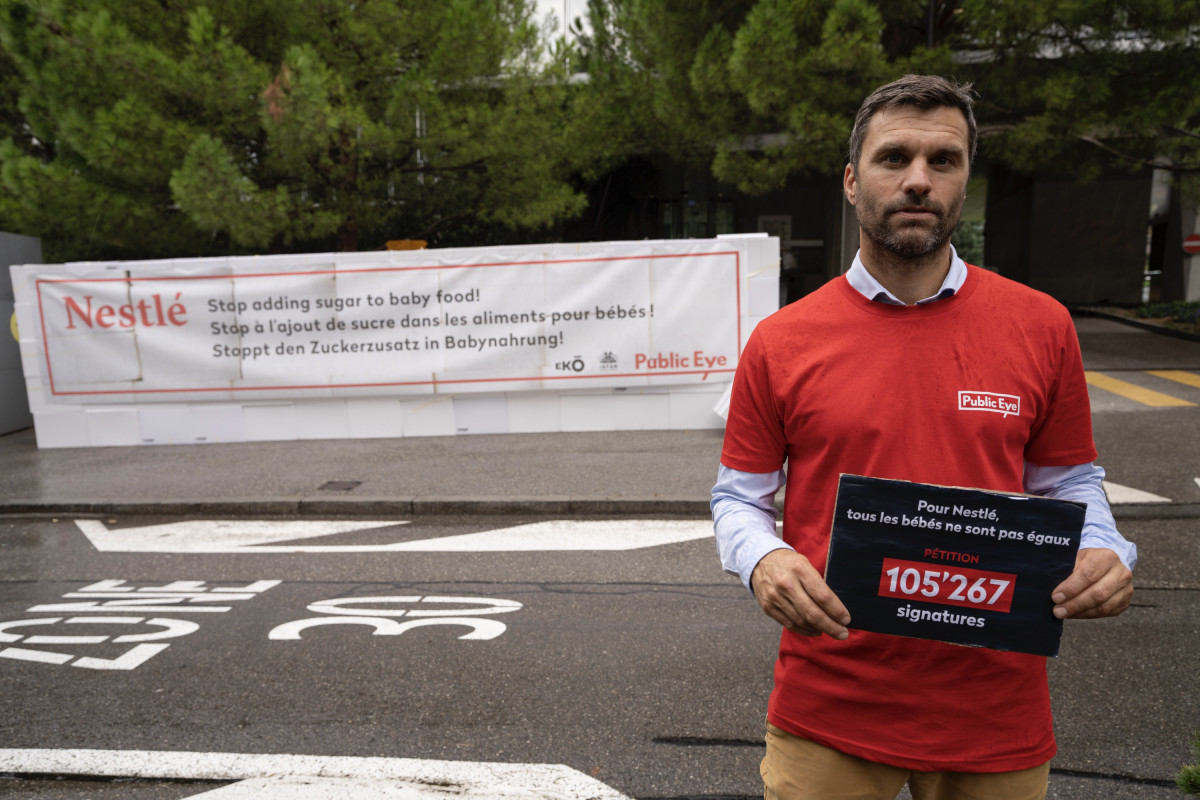 Nestlé
Stop adding sugar to baby food!
Stop à l'ajout de sucre dans les aliments pour bébés!
Stoppt den Zuckerzusatz in Babynahrung!
EKŌ
Public Eye
Public Eye
Pour Nestlé,
tous les bébés ne sont pas égaux
PÉTITION
105'267
signatures
ZONE 30